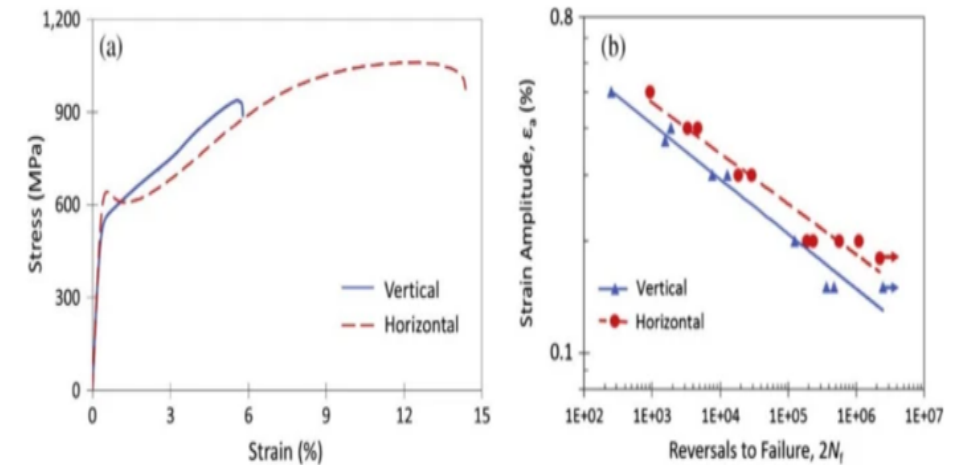 (a)
1,200
900
600
300
0
Stress (MPa)
Vertical
Horizontal
0 3 6 9 12 15
Strain (%)
(b)
0.8
0.1
Strain Amplitude, εa (%)
Vertical
Horizontal
1E+02 1E+03 1E+04 1E+05 1E+06 1E+07
Reversals to Failure, 2Nf